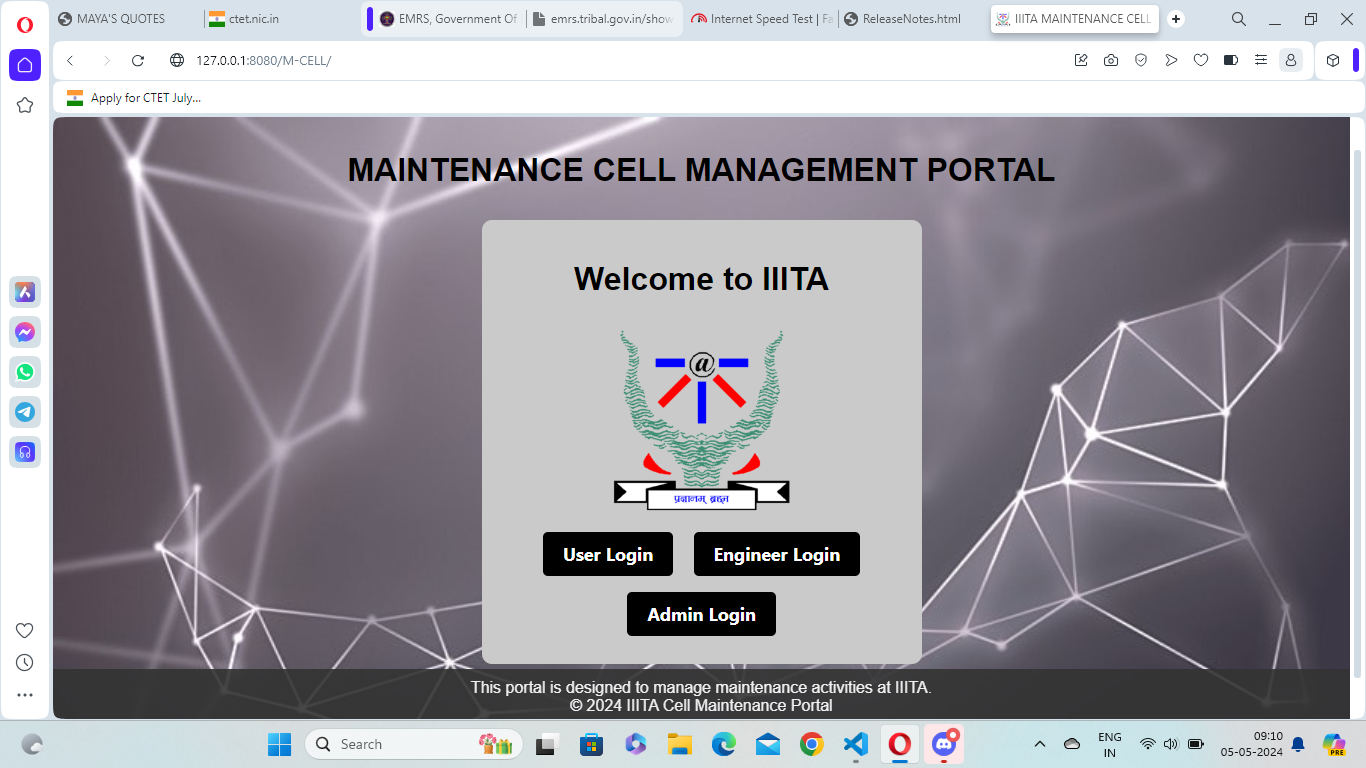 MAYA'S QUOTES
ctet.nic.in
EMRS, Government Of
emrs.tribal.gov.in/show
Internet Speed Test | Fa
ReleaseNotes.html
IIITA MAINTENANCE CELL
127.0.0.1:8080/M-CELL/
Apply for CTET July...
MAINTENANCE CELL MANAGEMENT PORTAL
Welcome to IIITA
@
प्रज्ञानम् ब्रह्म
User Login
Engineer Login
Admin Login
This portal is designed to manage maintenance activities at IIITA.
© 2024 IIITA Cell Maintenance Portal
Search
ENG
IN
09:10
05-05-2024
PRE